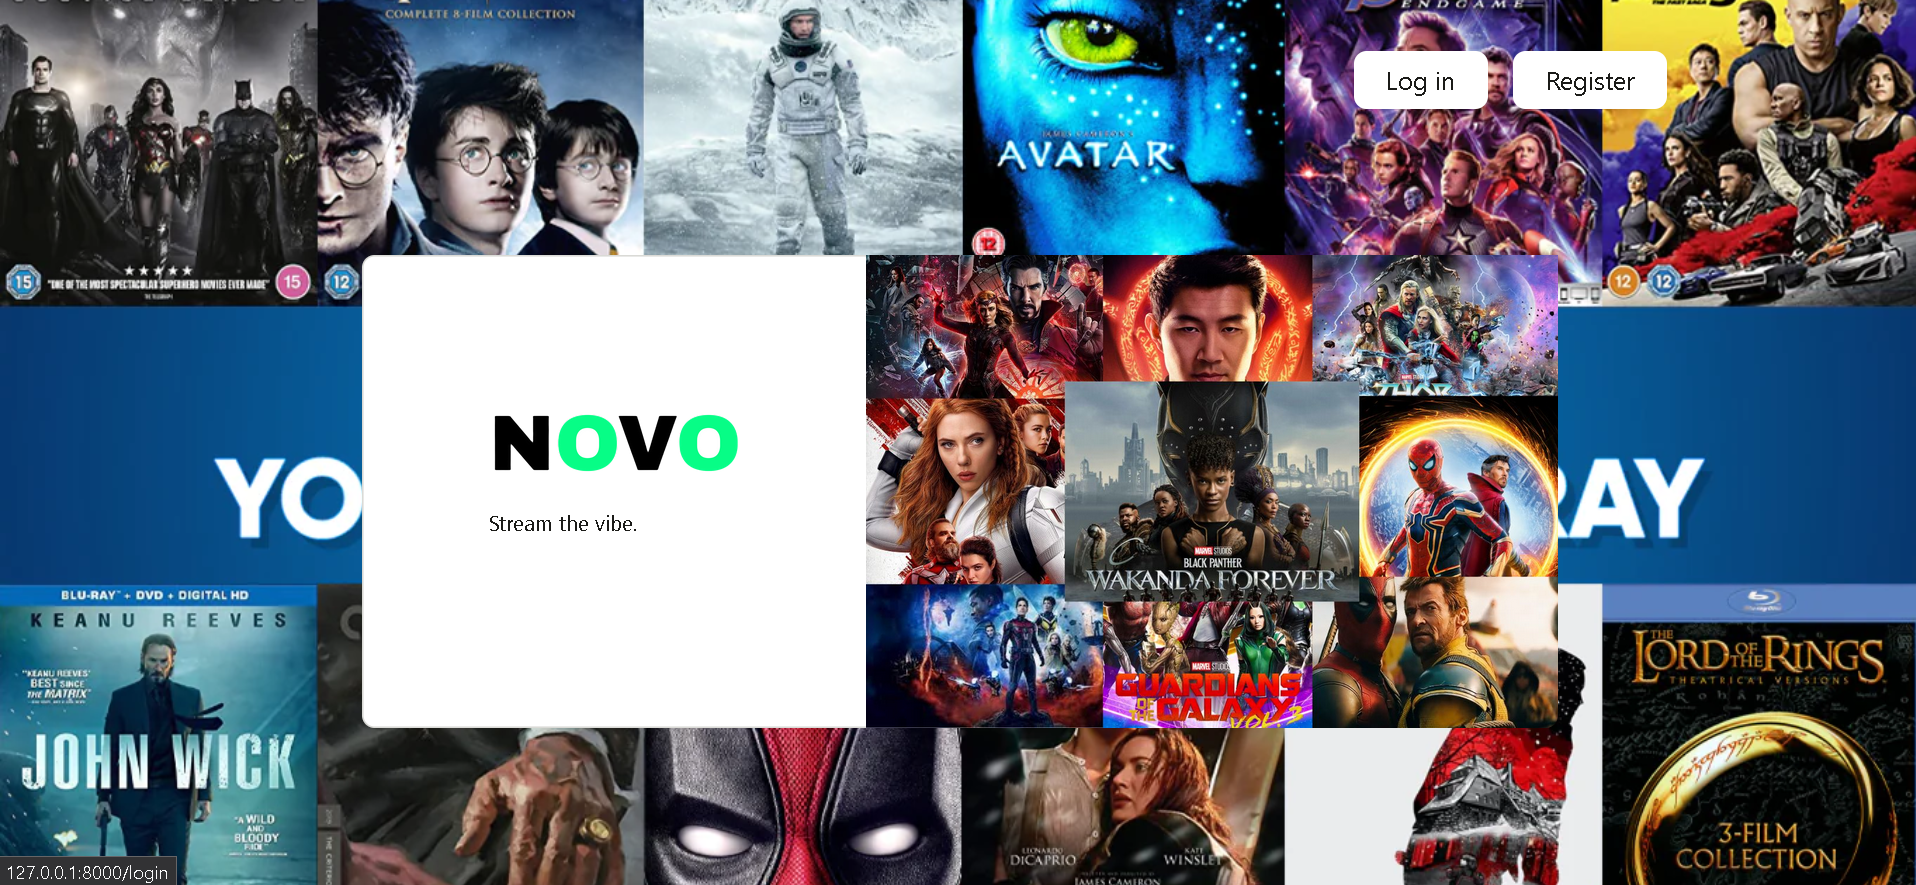 COMPLETE 8-FILM COLLECTION
ENDGAME
Log in
Register
JAMES CAMERON'S
AVATAR
12
15
"ONE OF THE MOST SPECTACULAR SUPERHERO MOVIES EVER MADE"
15
12
12
12
NOVO
Stream the vibe.
YO
RAY
MARVEL STUDIOS
BLACK PANTHER
WAKANDA FOREVER
THOR
MARVEL STUDIOS
GUARDIANS
OF THE
GALAXY
VOL 3
BLU-RAY + DVD + DIGITAL HD
KEANU REEVES
"KEANU REEVES'
BEST SINCE
THE MATRIX"
JOHN WICK
"A WILD
AND
BLOODY
RIDE"
LEONARDO
DICAPRIO
KATE
WINSLET
JAMES CAMERON
THE
LORD OF THE RINGS
THEATRICAL VERSIONS
3-FILM
COLLECTION
127.0.0.1:8000/login